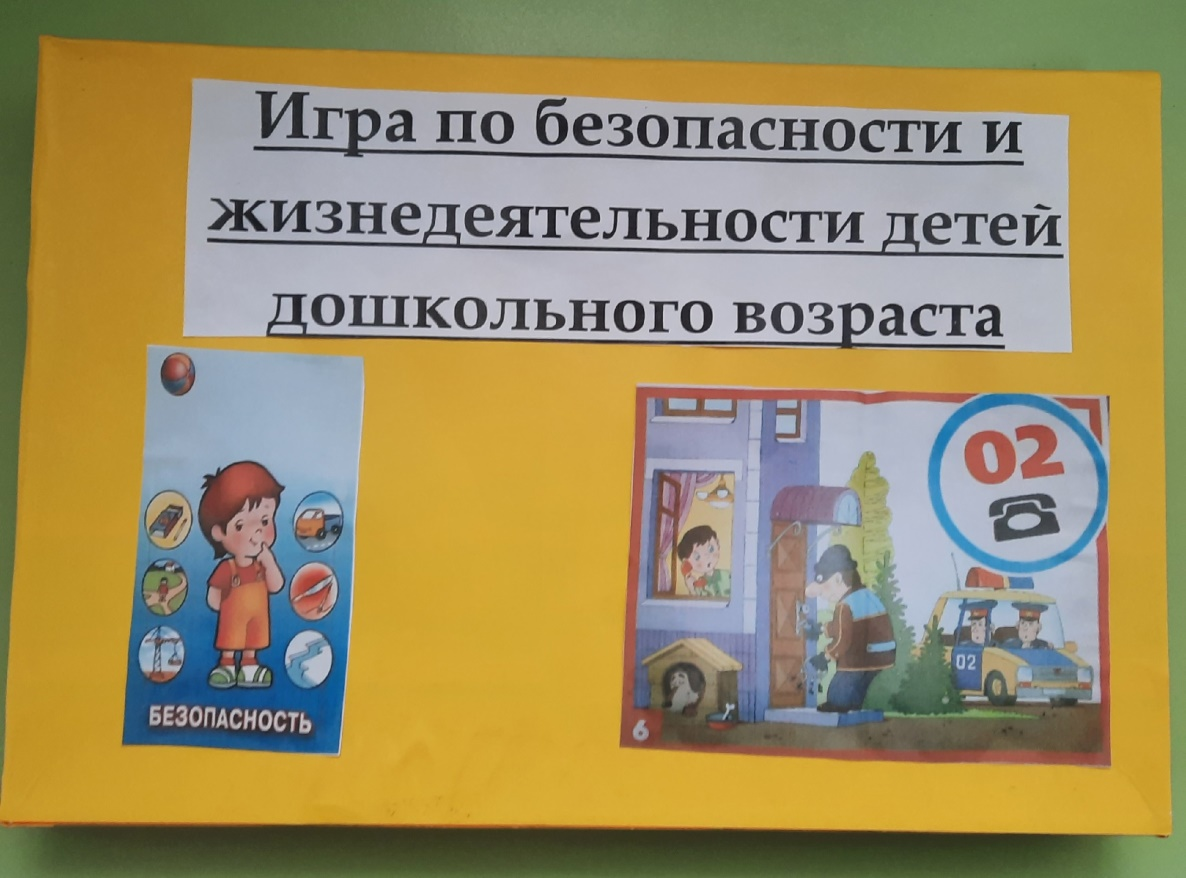 Игра по безопасности и
жизнедеятельности детей
дошкольного возраста
БЕЗОПАСНОСТЬ
02
02
6